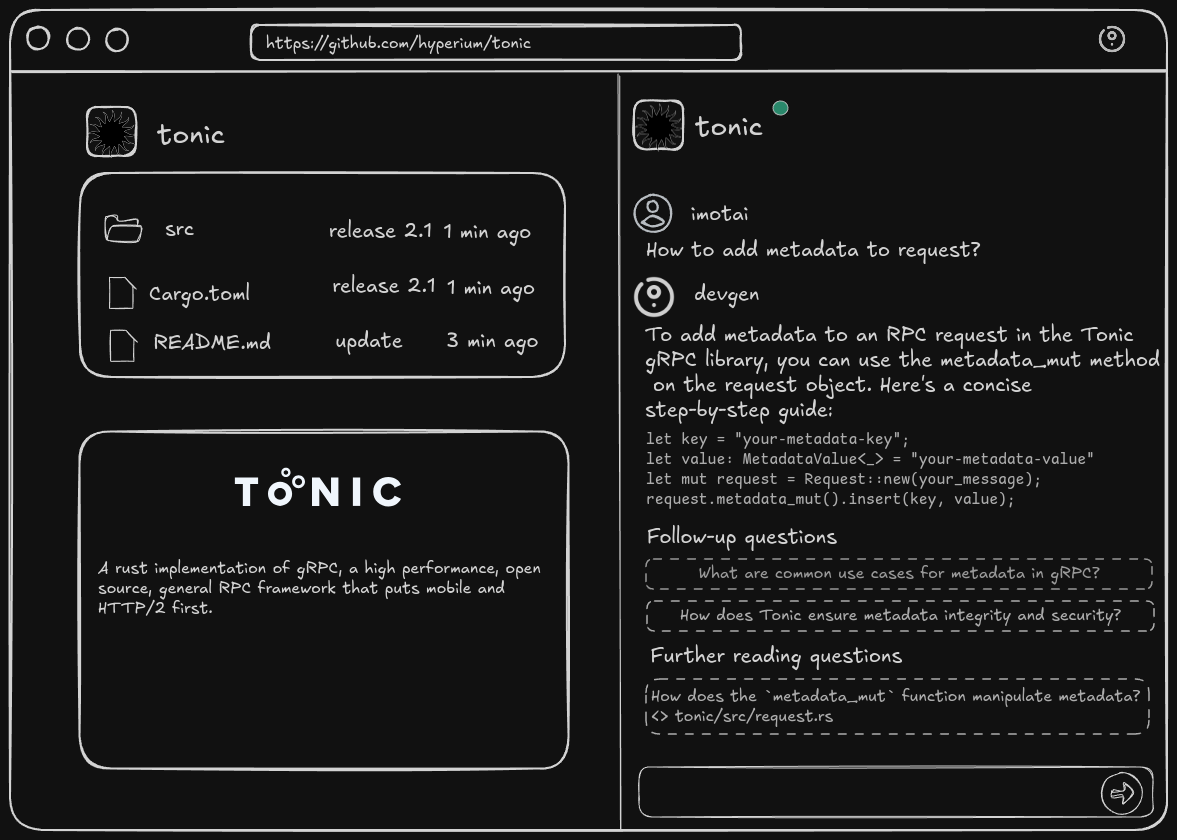 https://github.com/hyperium/tonic
tonic
src release 2.1 1 min ago
Cargo.toml release 2.1 1 min ago
README.md update 3 min ago
TONIC
A rust implementation of gRPC, a high performance, open
source, general RPC framework that puts mobile and
HTTP/2 first.
tonic
imotai
How to add metadata to request?
devgen
To add metadata to an RPC request in the Tonic
gRPC library, you can use the metadata_mut method
on the request object. Here's a concise
step-by-step guide:
let key = "your-metadata-key";
let value: MetadataValue<_> = "your-metadata-value"
let mut request = Request::new(your_message);
request.metadata_mut().insert(key, value);
Follow-up questions
What are common use cases for metadata in gRPC?
How does Tonic ensure metadata integrity and security?
Further reading questions
How does the `metadata_mut` function manipulate metadata?
<> tonic/src/request.rs